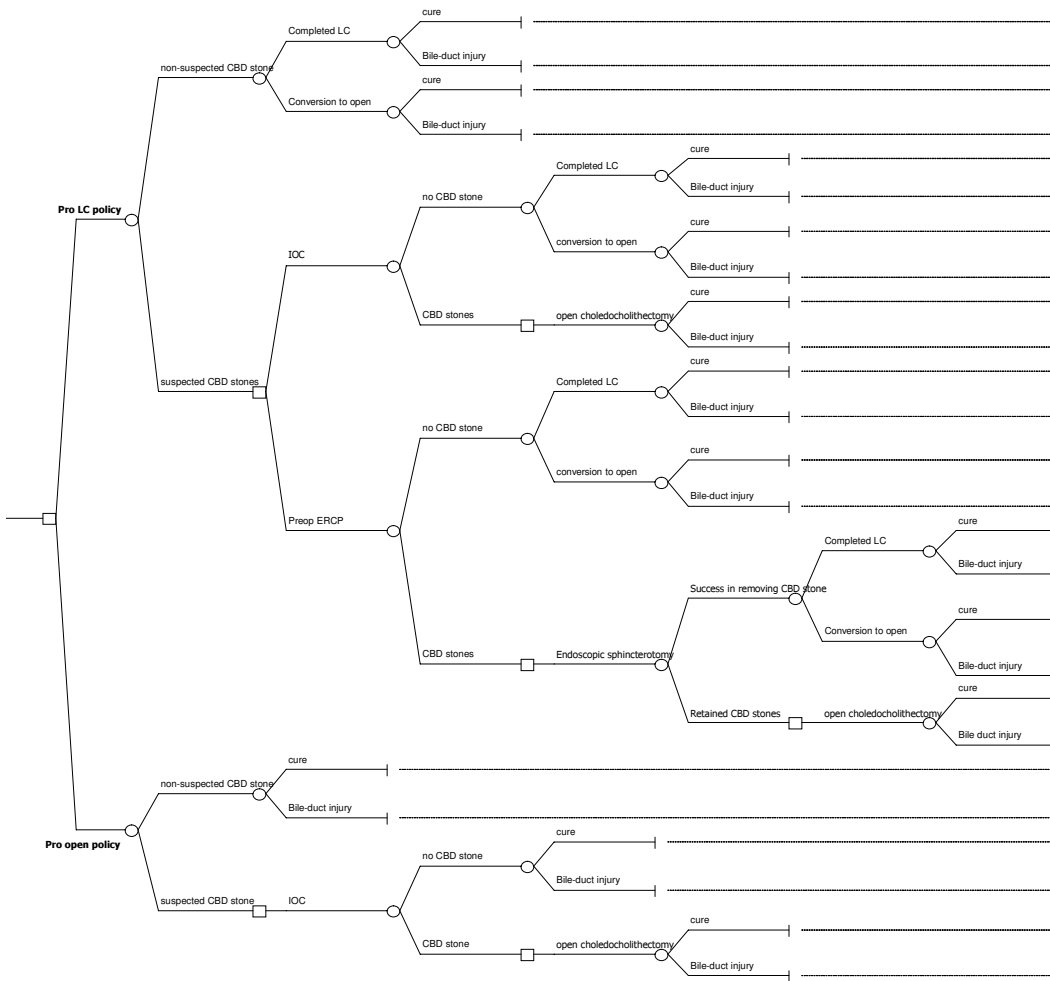 cure
Completed LC
Bile-duct injury
non-suspected CBD stone
cure
Conversion to open
Bile-duct injury
cure
Completed LC
Bile-duct injury
no CBD stone
Pro LC policy
cure
conversion to open
IOC
Bile-duct injury
cure
CBD stones
open choledocholithectomy
Bile-duct injury
cure
suspected CBD stones
Completed LC
Bile-duct injury
no CBD stone
cure
conversion to open
Bile-duct injury
Preop ERCP
cure
Completed LC
Bile-duct injury
Success in removing CBD stone
cure
Conversion to open
CBD stones
Endoscopic sphincterotomy
Bile-duct injury
cure
Retained CBD stones
open choledocholithectomy
Bile duct injury
cure
non-suspected CBD stone
Bile-duct injury
cure
Pro open policy
no CBD stone
Bile-duct injury
suspected CBD stone
IOC
cure
CBD stone
open choledocholithectomy
Bile-duct injury